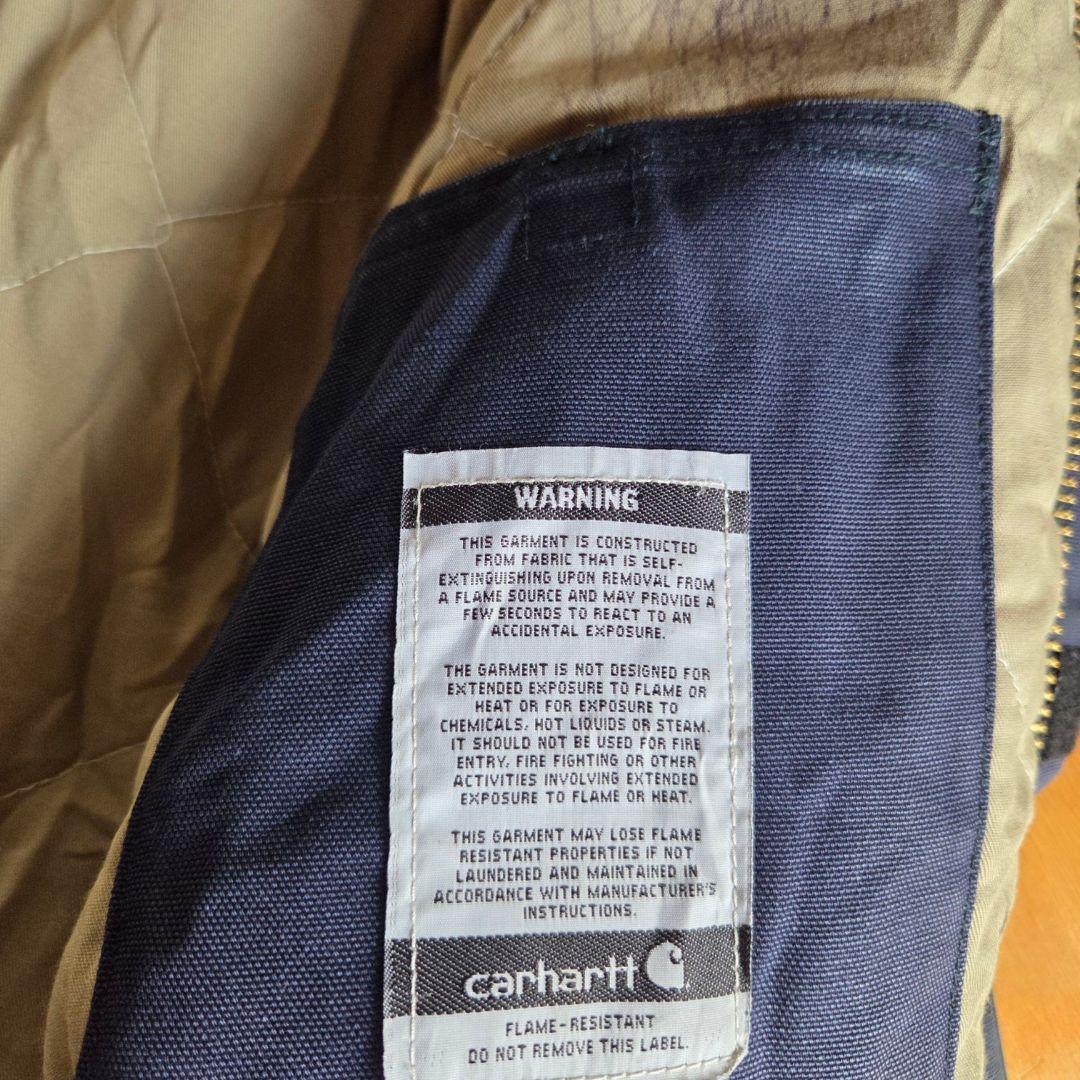 WARNING
THIS GARMENT IS CONSTRUCTED
FROM FABRIC THAT IS SELF-
EXTINGUISHING UPON REMOVAL FROM
A FLAME SOURCE AND MAY PROVIDE A
FEW SECONDS TO REACT TO AN
ACCIDENTAL EXPOSURE.
THE GARMENT IS NOT DESIGNED FOR
EXTENDED EXPOSURE TO FLAME OR
HEAT OR FOR EXPOSURE TO
CHEMICALS, HOT LIQUIDS OR STEAM.
IT SHOULD NOT BE USED FOR FIRE
ENTRY, FIRE FIGHTING OR OTHER
ACTIVITIES INVOLVING EXTENDED
EXPOSURE TO FLAME OR HEAT.
THIS GARMENT MAY LOSE FLAME
RESISTANT PROPERTIES IF NOT
LAUNDERED AND MAINTAINED IN
ACCORDANCE WITH MANUFACTURER'S
INSTRUCTIONS.
carhartt
FLAME-RESISTANT
DO NOT REMOVE THIS LABEL.